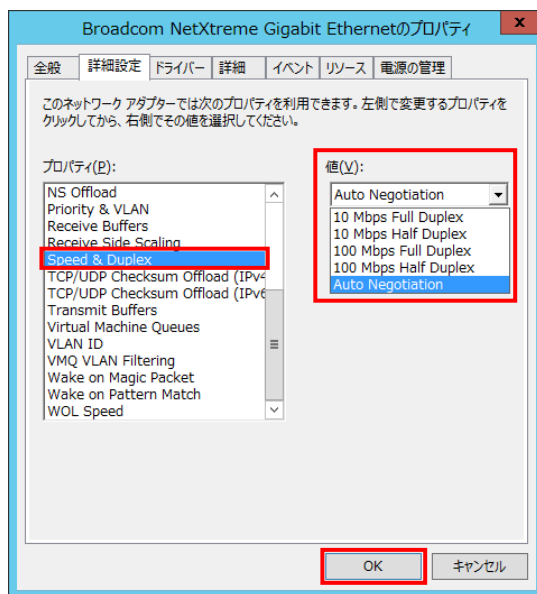 Broadcom NetXtreme Gigabit Ethernetのプロパティ
x
全般 詳細設定 ドライバー 詳細 イベント リソース 電源の管理
このネットワーク アダプターでは次のプロパティを利用できます。左側で変更するプロパティを
クリックしてから、右側でその値を選択してください。
プロパティ(P):
NS Offload
Priority & VLAN
Receive Buffers
Receive Side Scaling
Speed & Duplex
TCP/UDP Checksum Offload (IPv4
TCP/UDP Checksum Offload (IPv6
Transmit Buffers
Virtual Machine Queues
VLAN ID
VMQ VLAN Filtering
Wake on Magic Packet
Wake on Pattern Match
WOL Speed
値(V):
Auto Negotiation
10 Mbps Full Duplex
10 Mbps Half Duplex
100 Mbps Full Duplex
100 Mbps Half Duplex
Auto Negotiation
OK
キャンセル